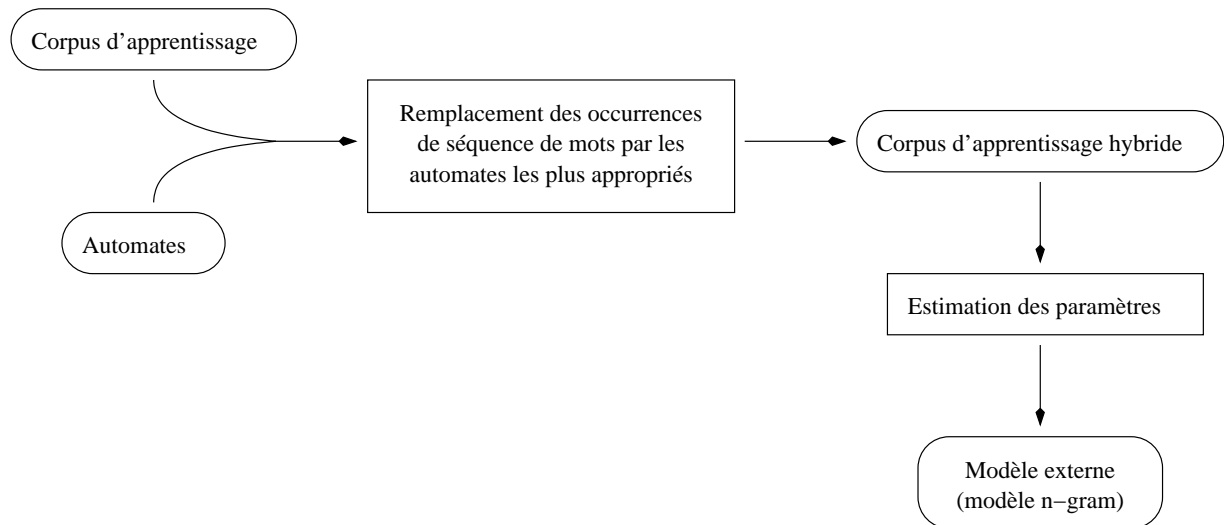 Corpus d'apprentissage
Remplacement des occurrences
de séquence de mots par les
automates les plus appropriés
Corpus d'apprentissage hybride
Automates
Estimation des paramètres
Modèle externe
(modèle n−gram)